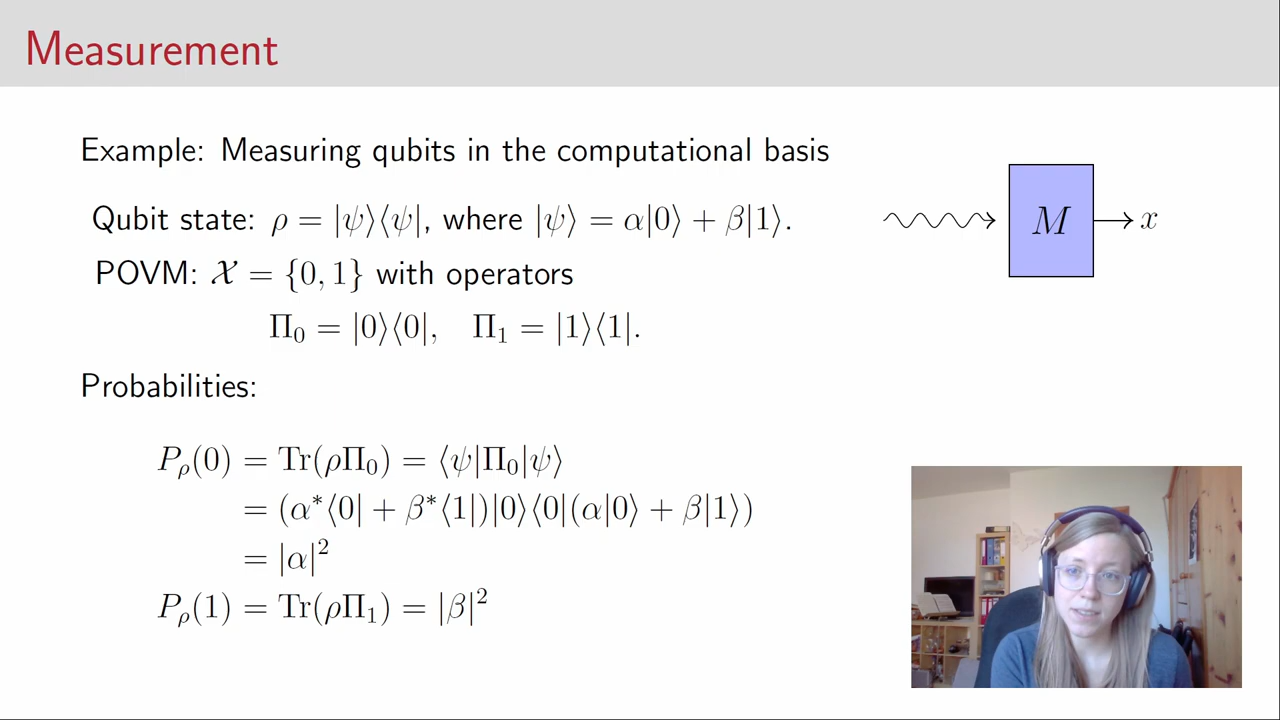 Measurement
Example: Measuring qubits in the computational basis
Qubit state: ρ = |ψ⟩⟨ψ|, where |ψ⟩ = α|0⟩ + β|1⟩.
POVM: 𝒳 = {0, 1} with operators
Π₀ = |0⟩⟨0|, Π₁ = |1⟩⟨1|.
M
x
Probabilities:
Pρ(0) = Tr(ρΠ₀) = ⟨ψ|Π₀|ψ⟩
= (α*⟨0| + β*⟨1|)|0⟩⟨0|(α|0⟩ + β|1⟩)
= |α|²
Pρ(1) = Tr(ρΠ₁) = |β|²